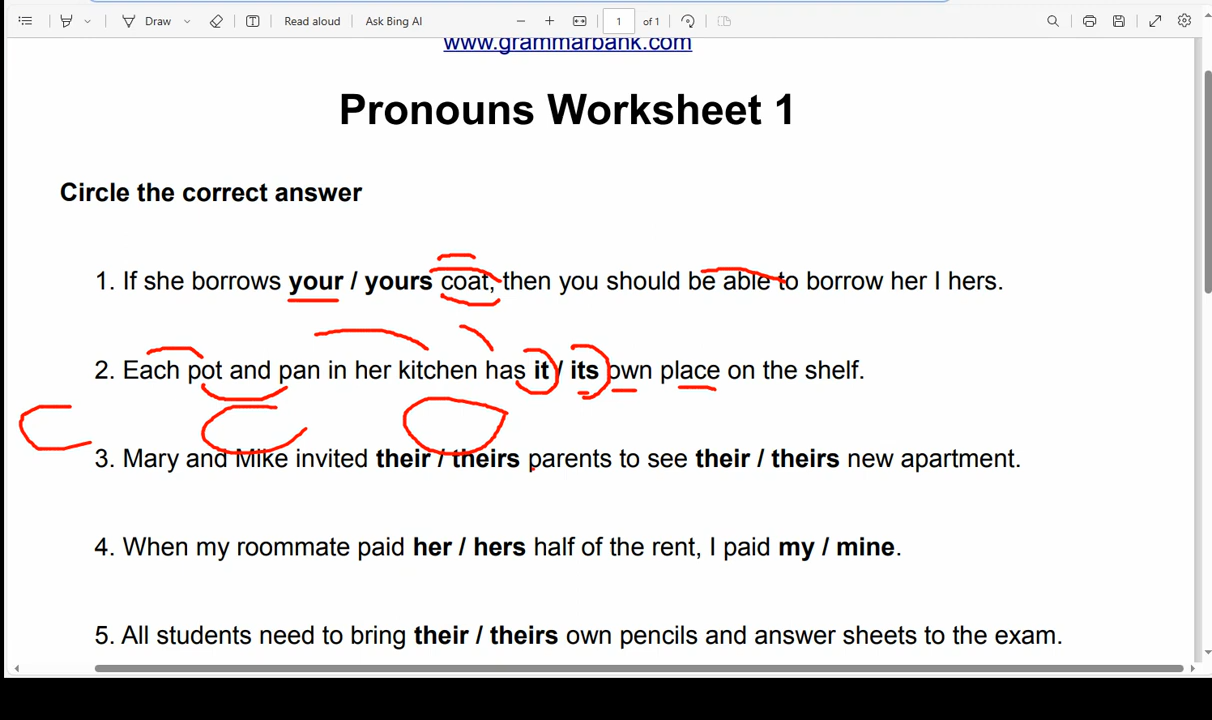 Draw
Read aloud
Ask Bing AI
1 of 1
www.grammarbank.com
Pronouns Worksheet 1
Circle the correct answer
1. If she borrows your / yours coat, then you should be able to borrow her I hers.
2. Each pot and pan in her kitchen has it / its own place on the shelf.
3. Mary and Mike invited their / theirs parents to see their / theirs new apartment.
4. When my roommate paid her / hers half of the rent, I paid my / mine.
5. All students need to bring their / theirs own pencils and answer sheets to the exam.